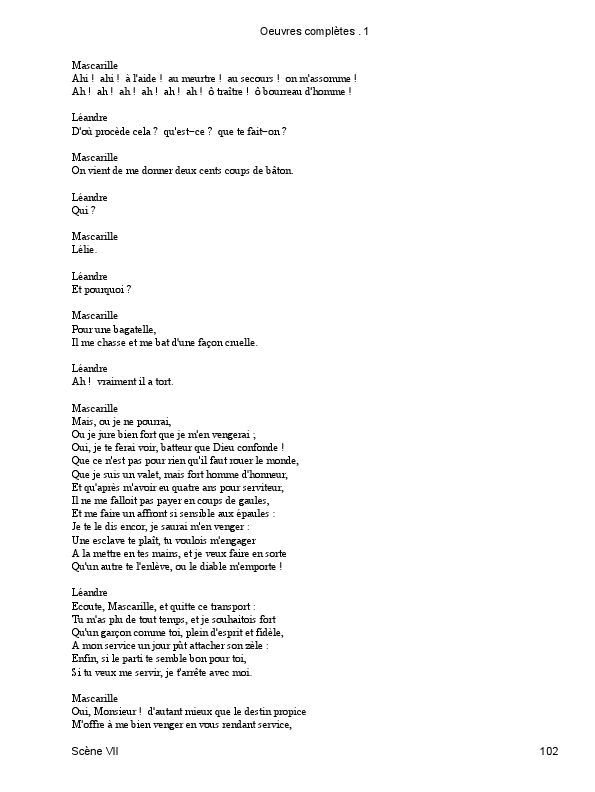 Oeuvres complètes . 1
Mascarille
Ahi !  ahi !  à l'aide !  au meurtre !  au secours !  on m'assomme !
Ah !  ah !  ah !  ah !  ah !  ah !  ô traître !  ô bourreau d'homme !
Léandre
D'où procède cela ?  qu'est-ce ?  que te fait-on ?
Mascarille
On vient de me donner deux cents coups de bâton.
Léandre
Qui ?
Mascarille
Lélie.
Léandre
Et pourquoi ?
Mascarille
Pour une bagatelle,
Il me chasse et me bat d'une façon cruelle.
Léandre
Ah !  vraiment il a tort.
Mascarille
Mais, ou je ne pourrai,
Ou je jure bien fort que je m'en vengerai ;
Oui, je te ferai voir, batteur que Dieu confonde !
Que ce n'est pas pour rien qu'il faut rouer le monde,
Que je suis un valet, mais fort homme d'honneur,
Et qu'après m'avoir eu quatre ans pour serviteur,
Il ne me falloit pas payer en coups de gaules,
Et me faire un affront si sensible aux épaules :
Je te le dis encor, je saurai m'en venger :
Une esclave te plaît, tu voulois m'engager
A la mettre en tes mains, et je veux faire en sorte
Qu'un autre te l'enlève, ou le diable m'emporte !
Léandre
Ecoute, Mascarille, et quitte ce transport :
Tu m'as plu de tout temps, et je souhaitois fort
Qu'un garçon comme toi, plein d'esprit et fidèle,
A mon service un jour pût attacher son zèle :
Enfin, si le parti te semble bon pour toi,
Si tu veux me servir, je t'arrête avec moi.
Mascarille
Oui, Monsieur !  d'autant mieux que le destin propice
M'offre à me bien venger en vous rendant service,
Scène VII 102